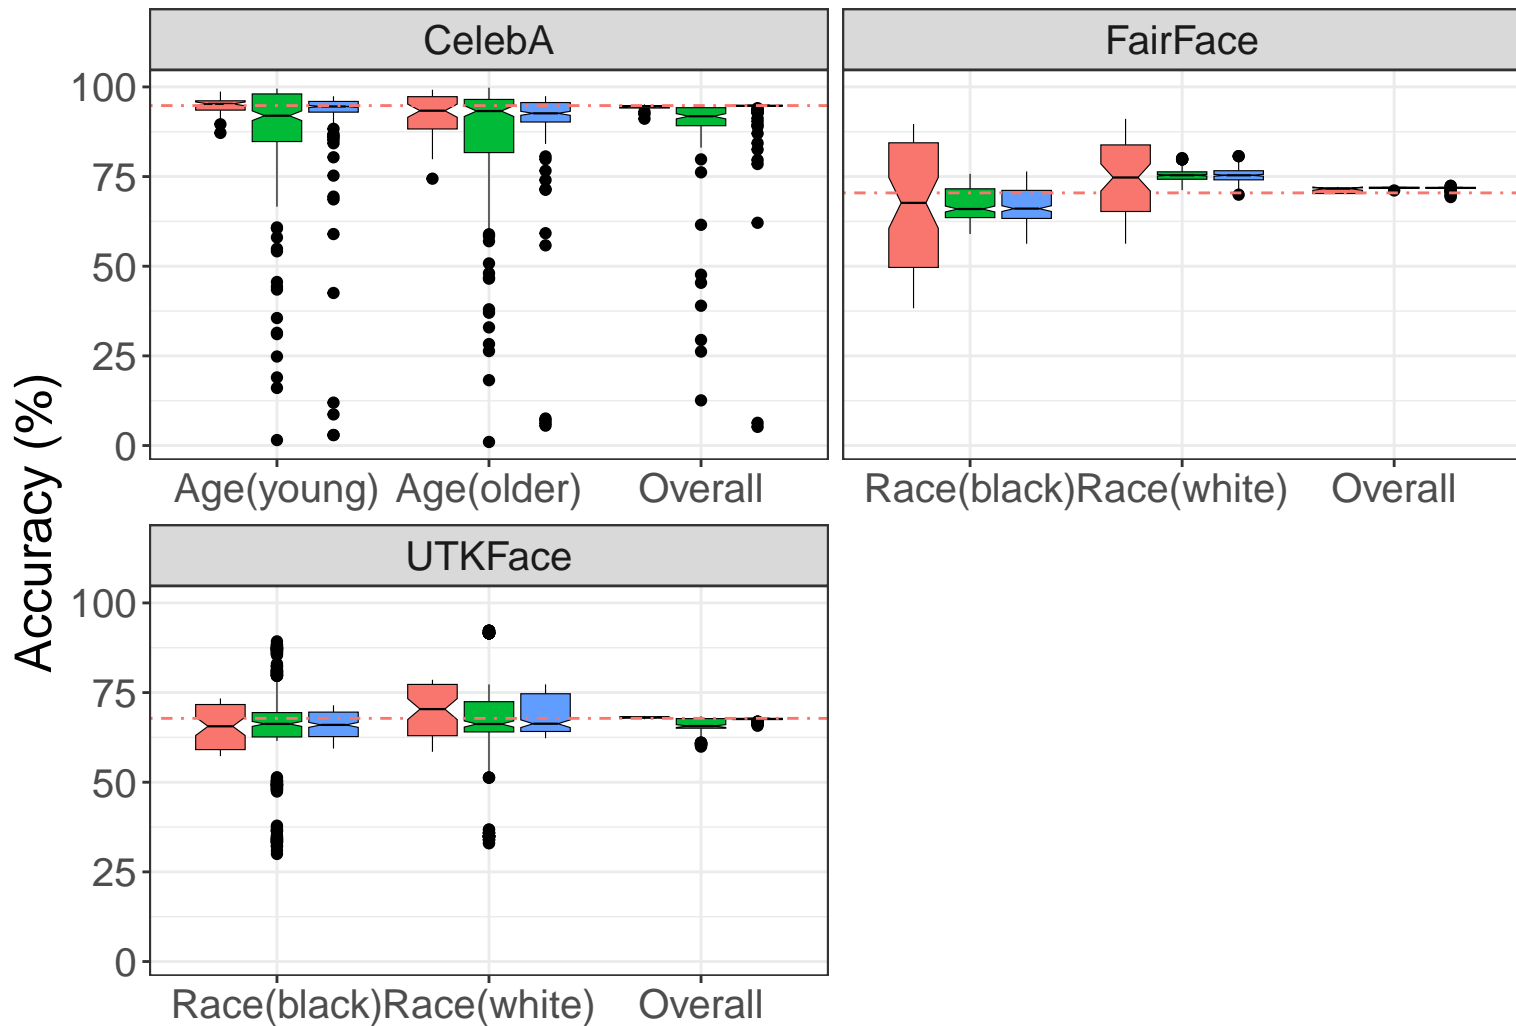 CelebA
FairFace
Accuracy (%)
100
75
50
25
0
Age(young) Age(older) Overall
Race(black)Race(white) Overall
UTKFace
100
75
50
25
0
Race(black)Race(white) Overall